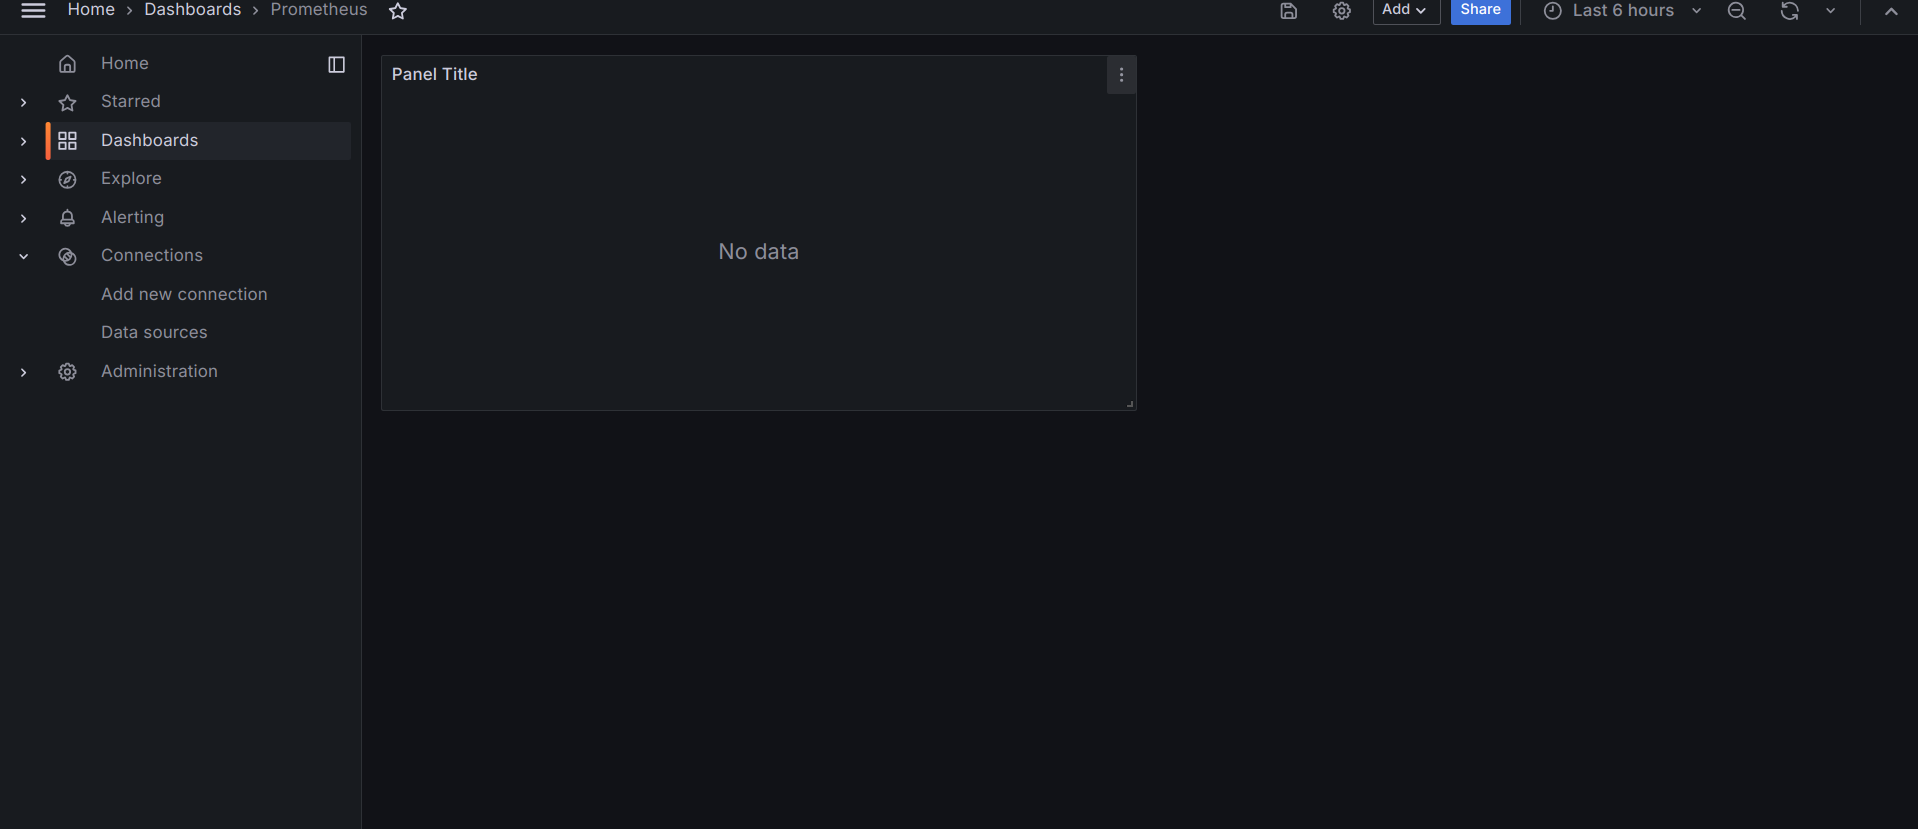 Home › Dashboards › Prometheus
Add
Share
Last 6 hours
Home
Starred
Dashboards
Explore
Alerting
Connections
Add new connection
Data sources
Administration
Panel Title
No data